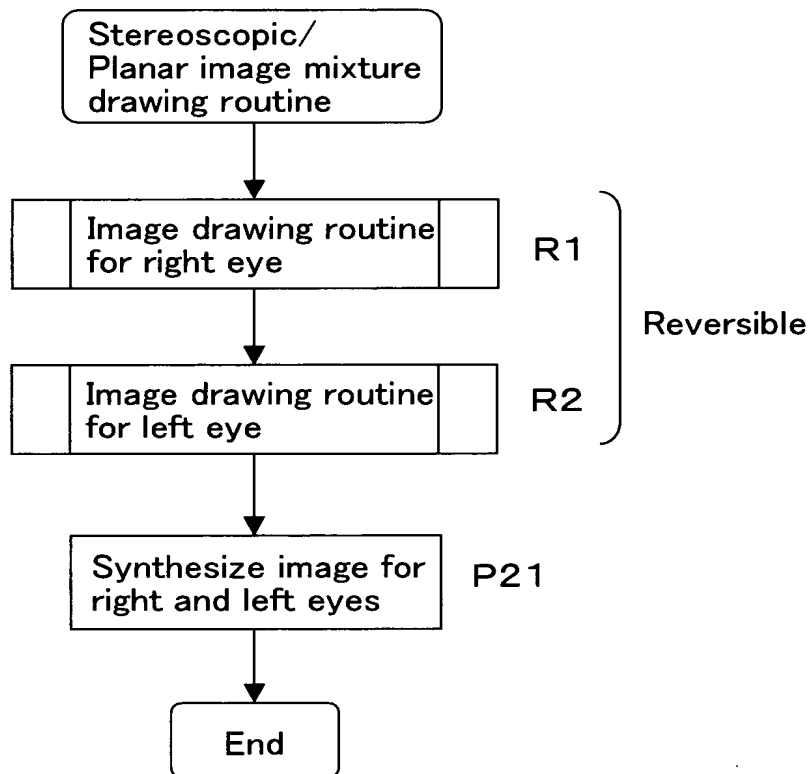 Stereoscopic/
Planar image mixture
drawing routine
Image drawing routine
for right eye
R1
Reversible
Image drawing routine
for left eye
R2
Synthesize image for
right and left eyes
P21
End